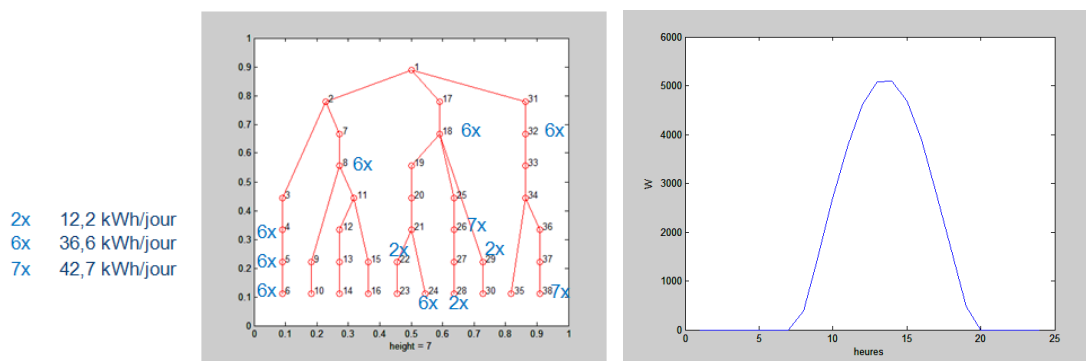 2x 12,2 kWh/jour
6x 36,6 kWh/jour
7x 42,7 kWh/jour
1
0.9
0.8
0.7
0.6
0.5
0.4
0.3
0.2
0.1
0
0 0.1 0.2 0.3 0.4 0.5 0.6 0.7 0.8 0.9 1
height = 7
1
2 17 31
7 18 6x 32 6x
8 6x 19 33
3 11 20 25 34
4 6x 12 21 26 7x 36
5 6x 9 13 15 2x 22 27 2x 29 37
6 6x 10 14 16 23 24 6x 28 2x 30 35 38 7x
6000
5000
4000
3000
2000
1000
0
W
0 5 10 15 20 25
heures